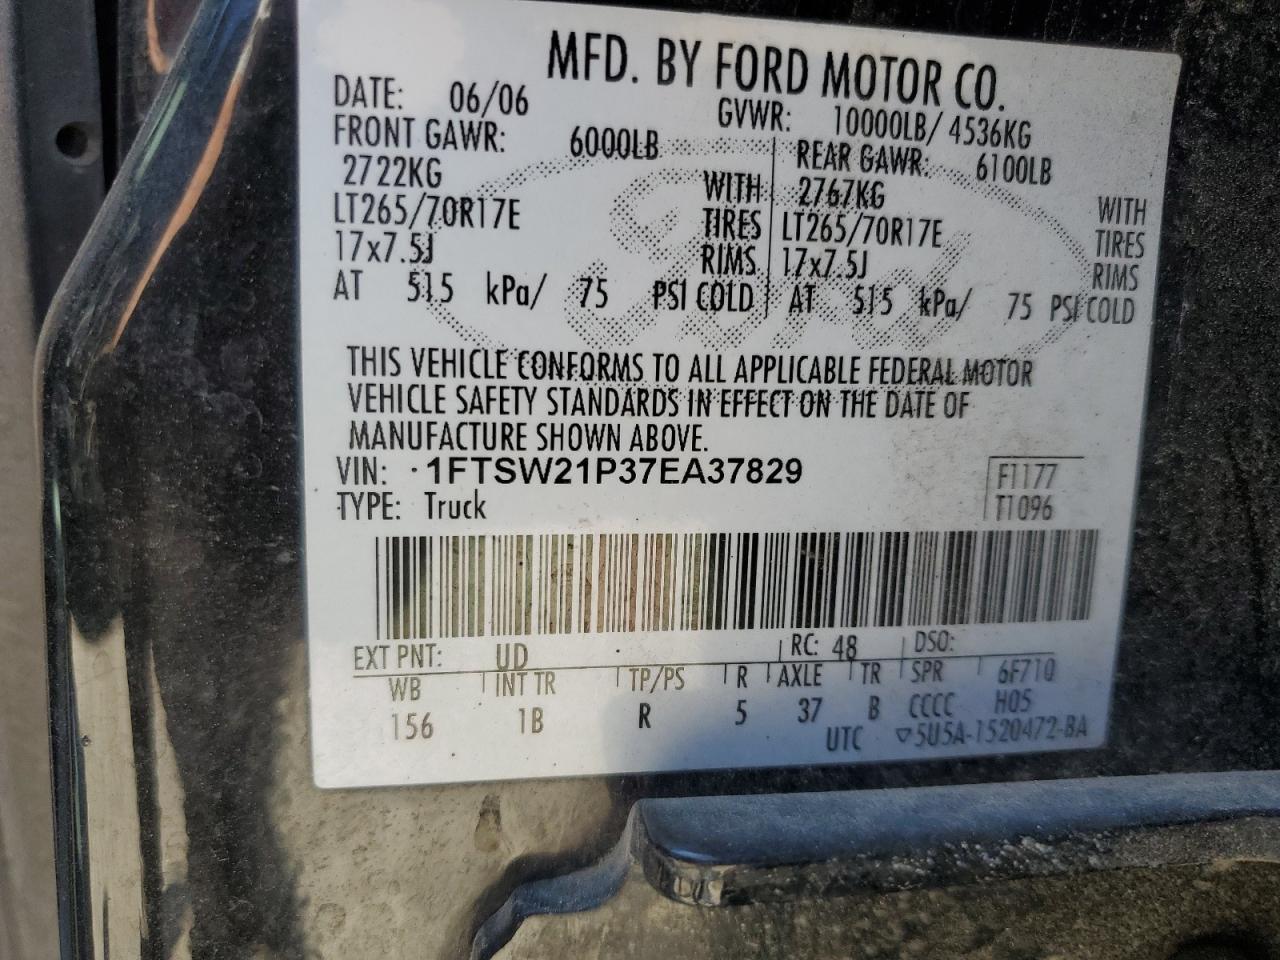 MFD. BY FORD MOTOR CO.
DATE: 06/06 GVWR: 10000LB/ 4536KG
FRONT GAWR: 6000LB REAR GAWR: 6100LB
2722KG WITH 2767KG WITH
LT265/70R17E TIRES LT265/70R17E TIRES
17x7.5J RIMS 17x7.5J RIMS
AT 515 kPa/ 75 PSI COLD AT 515 kPa/ 75 PSI COLD
THIS VEHICLE CONFORMS TO ALL APPLICABLE FEDERAL MOTOR
VEHICLE SAFETY STANDARDS IN EFFECT ON THE DATE OF
MANUFACTURE SHOWN ABOVE.
VIN: 1FTSW21P37EA37829 F1177
TYPE: Truck T1096
EXT PNT: UD RC: 48 DSO:
WB INT TR TP/PS R AXLE TR SPR 6F710
156 1B R 5 37 B CCCC H05
UTC ▽5U5A-1520472-BA
Ford